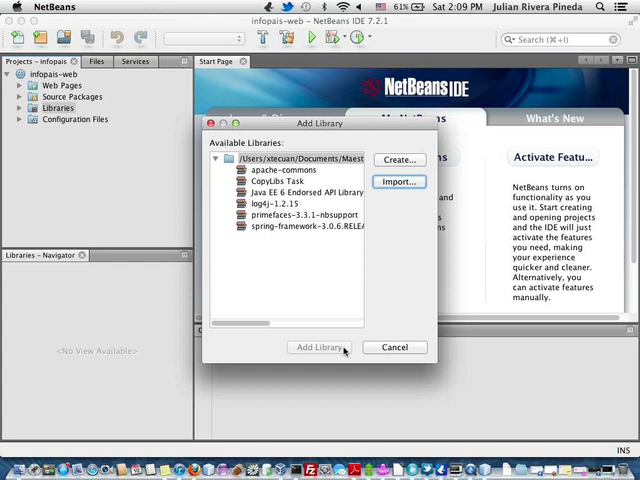 NetBeans 61% Sat 2:09 PM Julian Rivera Pineda
infopais-web – NetBeans IDE 7.2.1
Search (⌘+I)
Projects - infopais Files Services Start Page
infopais-web
Web Pages
Source Packages
Libraries
Configuration Files
NetBeans IDE
My NetBeans What's New
Add Library
Available Libraries:
/Users/xtecuan/Documents/Maest
apache-commons
CopyLibs Task
Java EE 6 Endorsed API Library
log4j-1.2.15
primefaces-3.3.1-nbsupport
spring-framework-3.0.6.RELEA
Create...
Import...
Add Library
Cancel
Activate Featu...
NetBeans turns on
functionality as you
use it. Start creating
and opening projects
and the IDE will just
activate the features
you need, making
your experience
quicker and cleaner.
Alternatively, you
can activate features
manually.
Libraries - Navigator
<No View Available>
INS